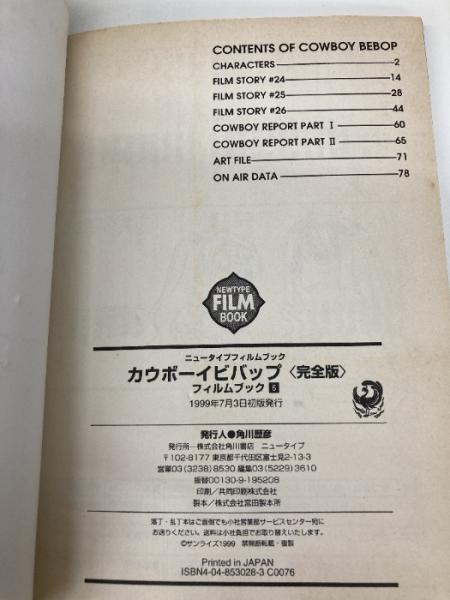 CONTENTS OF COWBOY BEBOP
CHARACTERS 2
FILM STORY #24 14
FILM STORY #25 28
FILM STORY #26 44
COWBOY REPORT PART Ⅰ 60
COWBOY REPORT PART Ⅱ 65
ART FILE 71
ON AIR DATA 78
NEWTYPE
FILM
BOOK
ニュータイプフィルムブック
カウボーイビバップ〈完全版〉
フィルムブック
1999年7月3日初版発行
発行人●角川歴彦
発行所─株式会社角川書店 ニュータイプ
〒102-8177 東京都千代田区富士見2-13-3
営業03(3238)8530 編集03(5229)3610
振替00130-9-195208
印刷/共同印刷株式会社
製本/株式会社宮田製本所
落丁・乱丁本はご面倒でも小社営業部サービスセンター宛に
お送りください。送料は小社負担でお取り替えいたします。
©サンライズ1999 禁無断転載・複製
Printed in JAPAN
ISBN4-04-853028-3 C0076